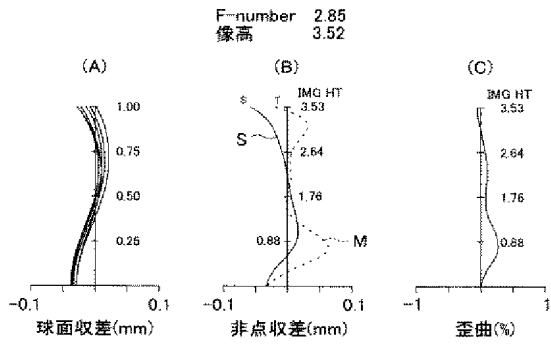 F-number 2.85
像高 3.52
(A)
1.00
0.75
0.50
0.25
-0.1 0 0.1
球面収差(mm)
(B)
IMG HT
S T 3.53
S
2.64
1.76
0.88
M
-0.1 0 0.1
非点収差(mm)
(C)
IMG HT
3.53
2.64
1.76
0.88
-1 0 1
歪曲(%)